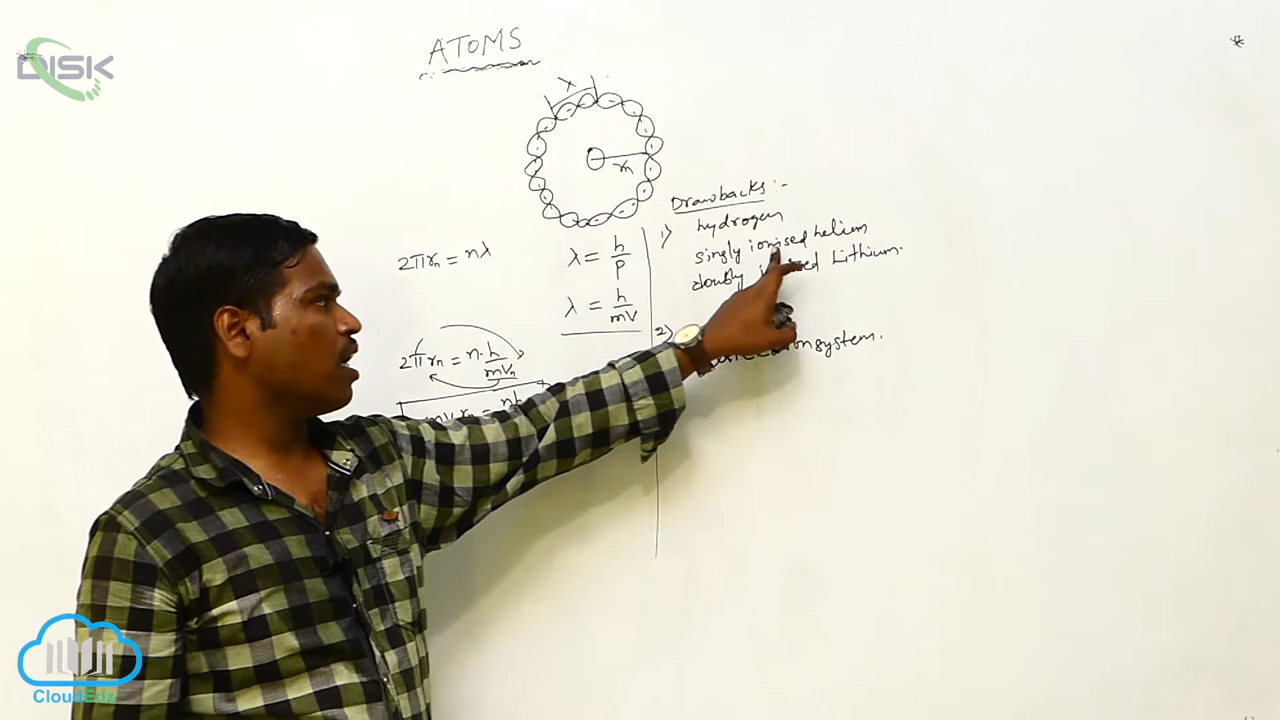 DISK
ATOMS
λ
rn
2πrn = nλ
λ = h/p
λ = h/mV
2πrn = n. h/mVn
Drawbacks :-
1) hydrogen
singly ionised helium
doubly Lithium.
2)
system.
CloudEdz